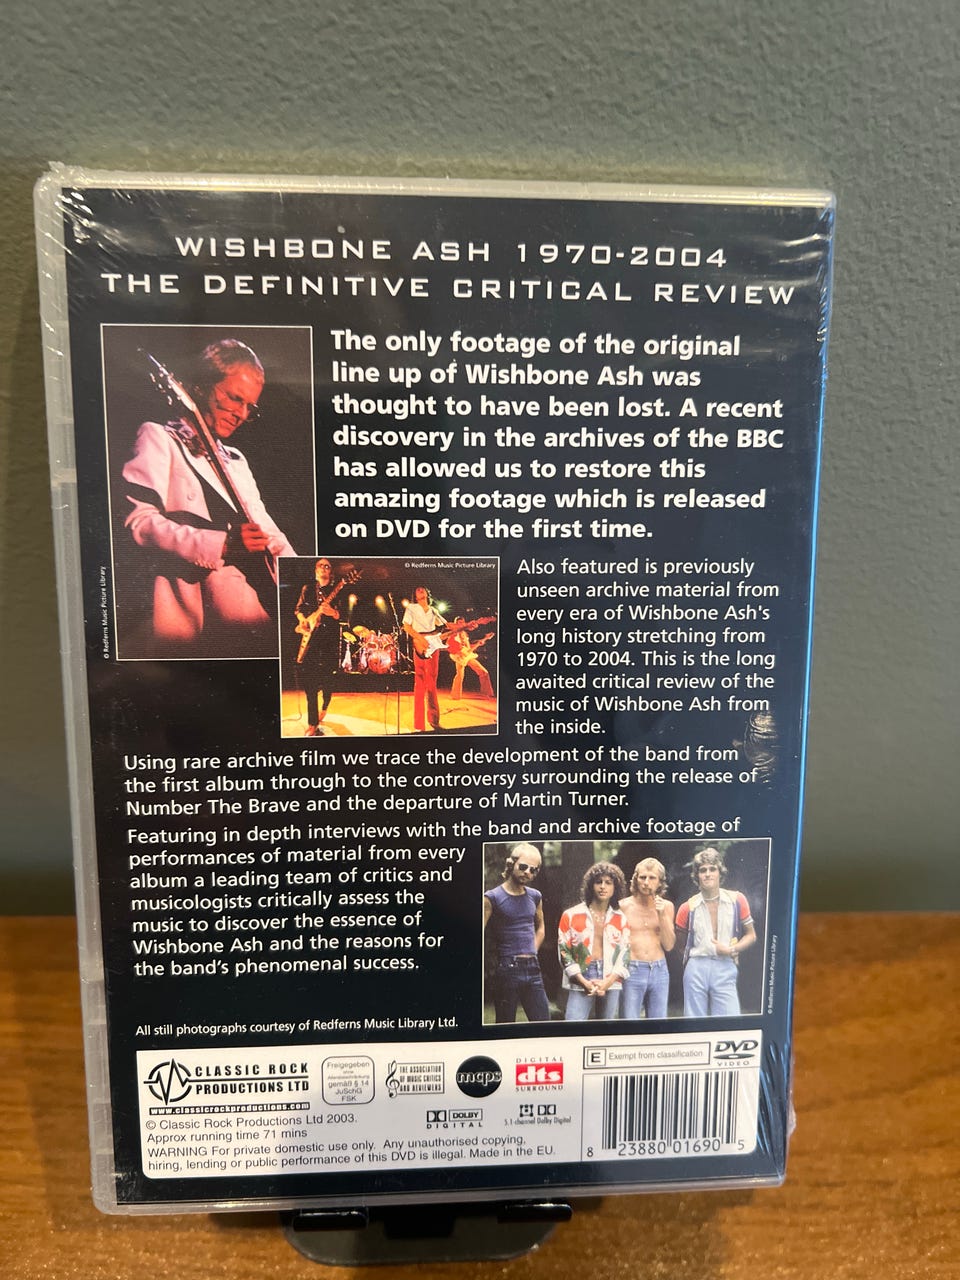 WISHBONE ASH 1970-2004
THE DEFINITIVE CRITICAL REVIEW
The only footage of the original
line up of Wishbone Ash was
thought to have been lost. A recent
discovery in the archives of the BBC
has allowed us to restore this
amazing footage which is released
on DVD for the first time.
© Redferns Music Picture Library
© Redferns Music Picture Library
Also featured is previously
unseen archive material from
every era of Wishbone Ash's
long history stretching from
1970 to 2004. This is the long
awaited critical review of the
music of Wishbone Ash from
the inside.
Using rare archive film we trace the development of the band from
the first album through to the controversy surrounding the release of
Number The Brave and the departure of Martin Turner.
Featuring in depth interviews with the band and archive footage of
performances of material from every
album a leading team of critics and
musicologists critically assess the
music to discover the essence of
Wishbone Ash and the reasons for
the band's phenomenal success.
© Redferns Music Picture Library
All still photographs courtesy of Redferns Music Library Ltd.
CLASSIC ROCK
PRODUCTIONS LTD
www.classicrockproductions.com
Freigegeben
ohne
Altersbeschränkung
gemäß § 14
JuSchG
FSK
THE ASSOCIATION
OF MUSIC CRITICS
AND REVIEWERS
mcps
DIGITAL
dts
SURROUND
E Exempt from classification
DVD
VIDEO
DOLBY
DIGITAL
5.1 channel Dolby Digital
© Classic Rock Productions Ltd 2003.
Approx running time 71 mins
WARNING For private domestic use only. Any unauthorised copying,
hiring, lending or public performance of this DVD is illegal. Made in the EU.
8 23880 01690 5